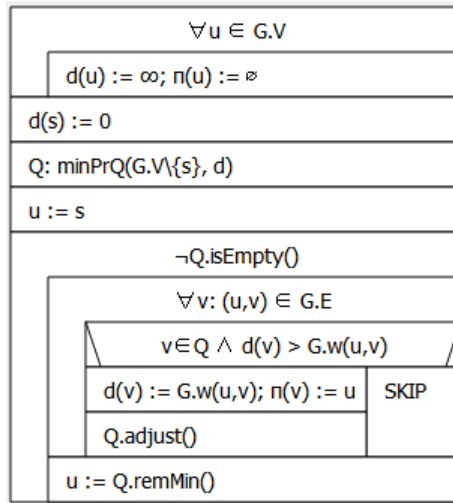 ∀u ∈ G.V
d(u) := ∞; π(u) := ∅
d(s) := 0
Q: minPrQ(G.V\{s}, d)
u := s
¬Q.isEmpty()
∀v: (u,v) ∈ G.E
v∈Q ∧ d(v) > G.w(u,v)
d(v) := G.w(u,v); π(v) := u SKIP
Q.adjust()
u := Q.remMin()